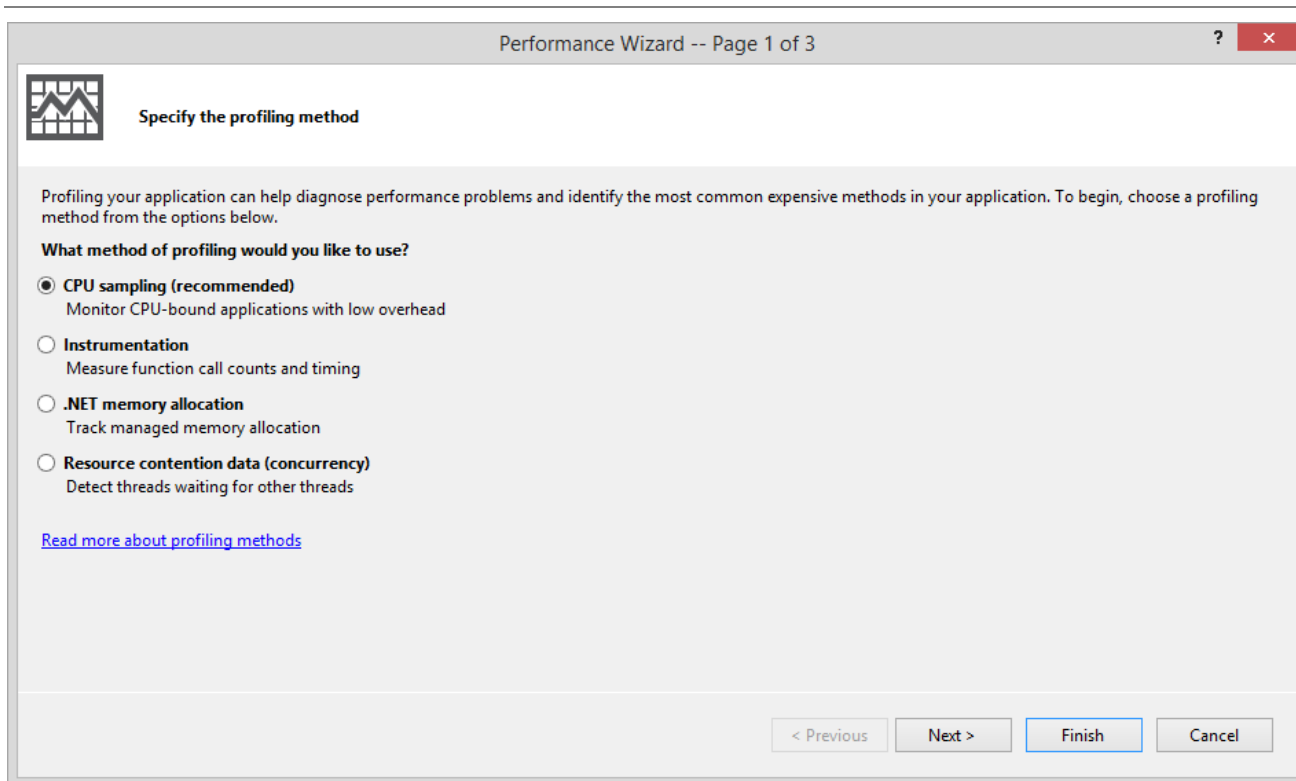 Performance Wizard -- Page 1 of 3
?
Specify the profiling method
Profiling your application can help diagnose performance problems and identify the most common expensive methods in your application. To begin, choose a profiling
method from the options below.
What method of profiling would you like to use?
CPU sampling (recommended)
Monitor CPU-bound applications with low overhead
Instrumentation
Measure function call counts and timing
.NET memory allocation
Track managed memory allocation
Resource contention data (concurrency)
Detect threads waiting for other threads
Read more about profiling methods
< Previous
Next >
Finish
Cancel